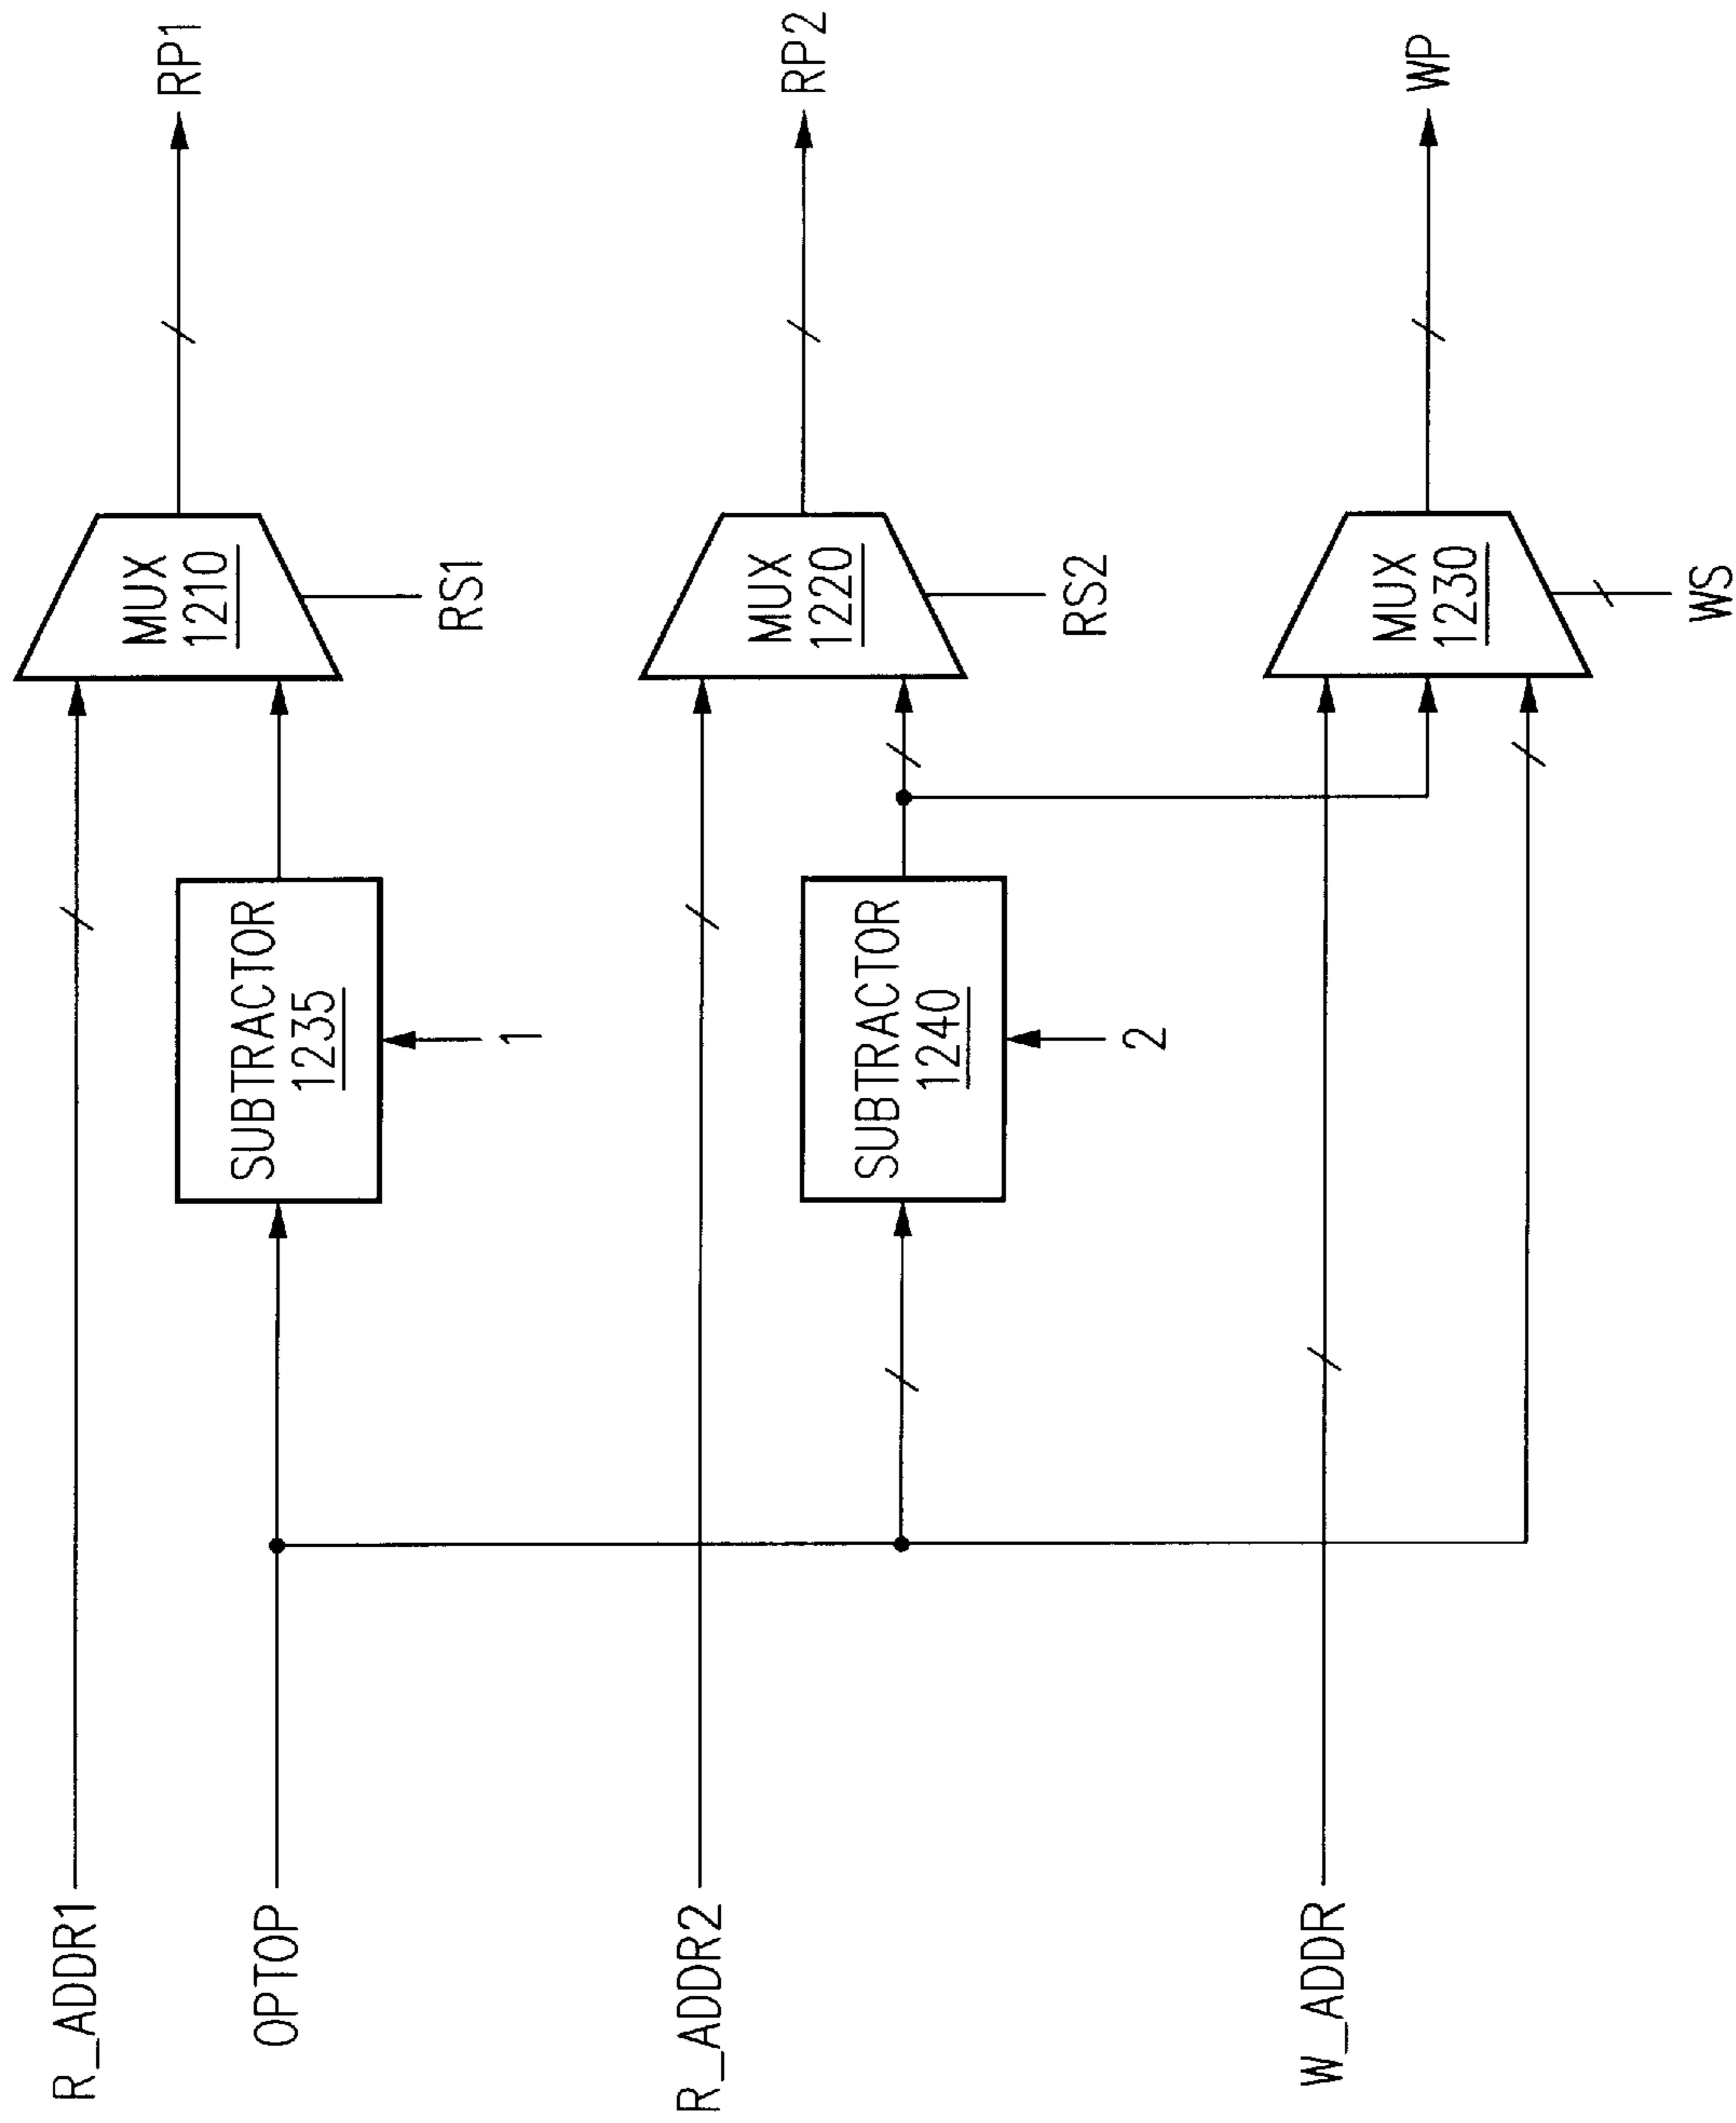 R_ADDR1
OPTOP
SUBTRACTOR
1235
1
MUX
1210
RS1
RP1
R_ADDR2
SUBTRACTOR
1240
2
MUX
1220
RS2
RP2
W_ADDR
MUX
1230
WS
WP